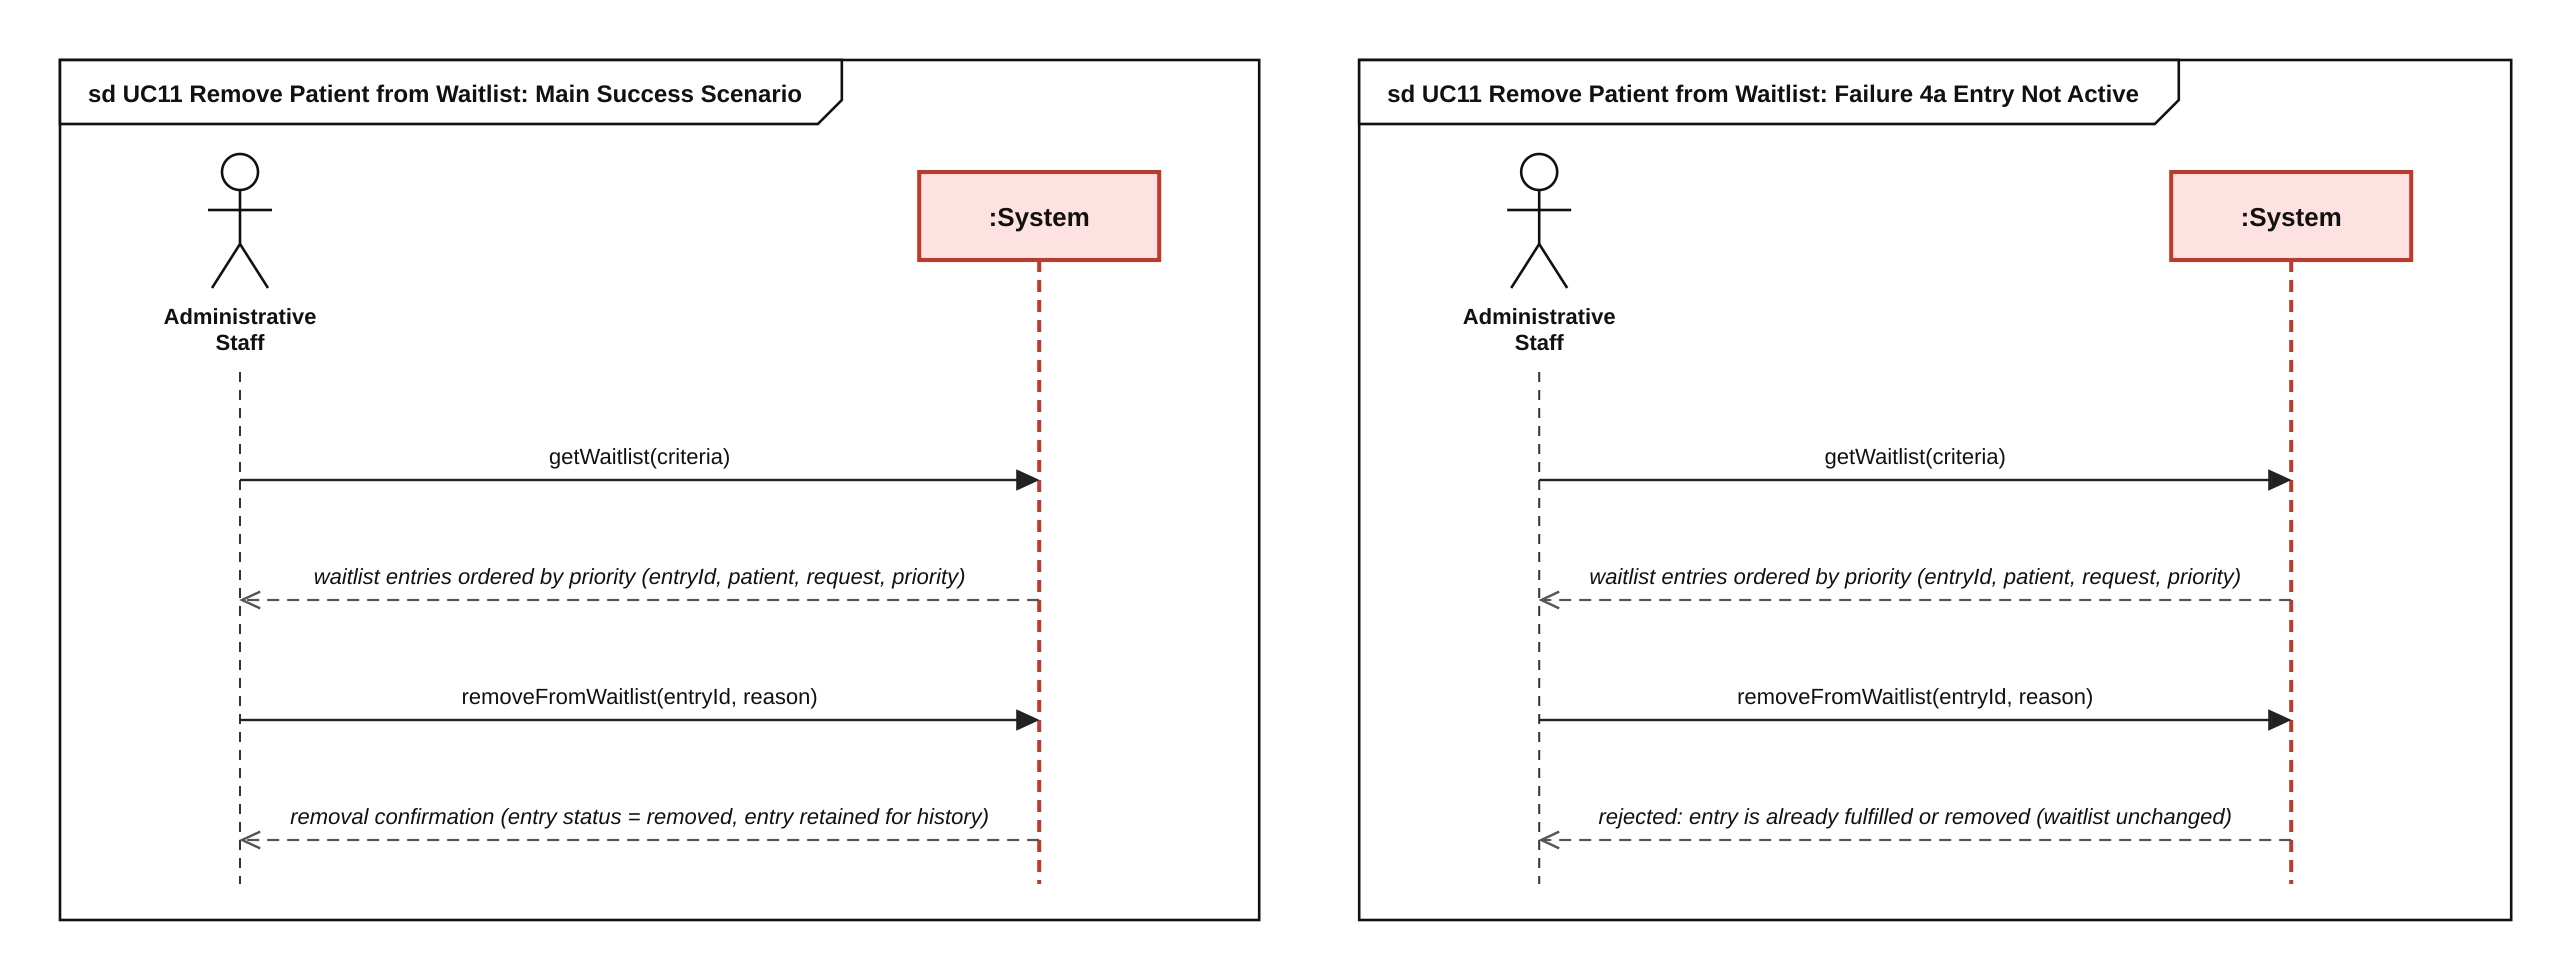 sd UC11 Remove Patient from Waitlist: Main Success Scenario
:System
Administrative
Staff
getWaitlist(criteria)
waitlist entries ordered by priority (entryId, patient, request, priority)
removeFromWaitlist(entryId, reason)
removal confirmation (entry status = removed, entry retained for history)
sd UC11 Remove Patient from Waitlist: Failure 4a Entry Not Active
:System
Administrative
Staff
getWaitlist(criteria)
waitlist entries ordered by priority (entryId, patient, request, priority)
removeFromWaitlist(entryId, reason)
rejected: entry is already fulfilled or removed (waitlist unchanged)